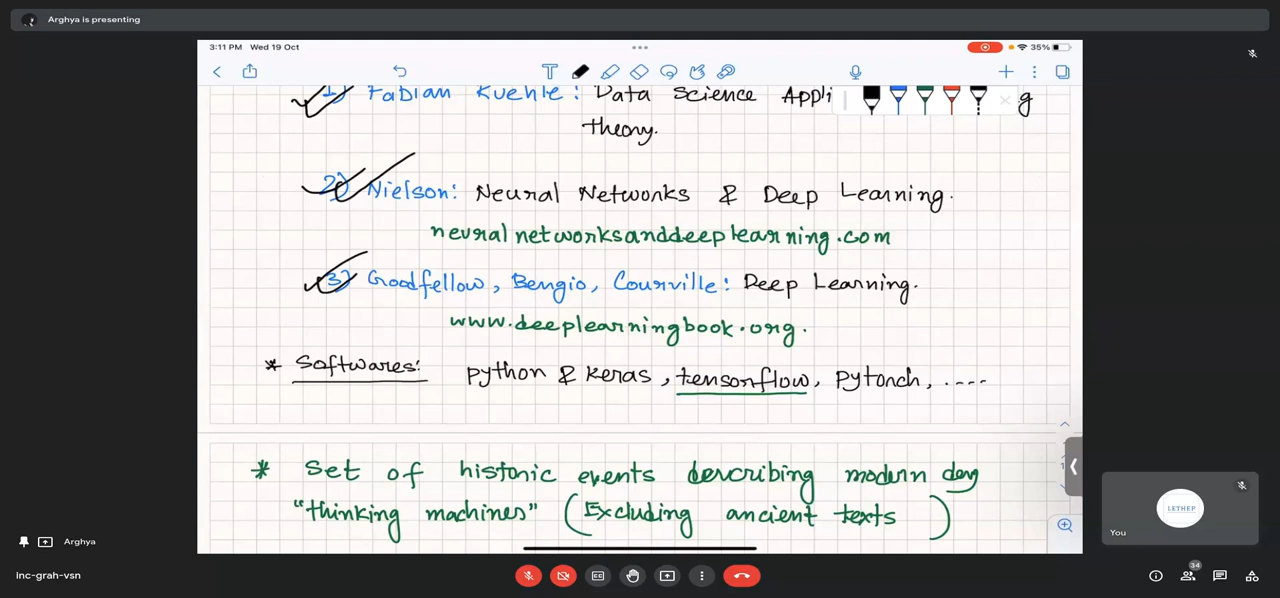 Arghya is presenting
3:11 PM Wed 19 Oct
35%
1) Fabian Ruehle: Data Science Appli g
theory.
2) Nielson: Neural Networks & Deep Learning.
neuralnetworksanddeeplearning.com
3) Goodfellow, Bengio, Courville: Deep Learning.
www.deeplearningbook.org.
* Softwares: python & keras, tensorflow, pytorch, ....
* Set of historic events describing modern day
"thinking machines" (Excluding ancient texts)
LETHEP
You
Arghya
lnc-grah-vsn
34